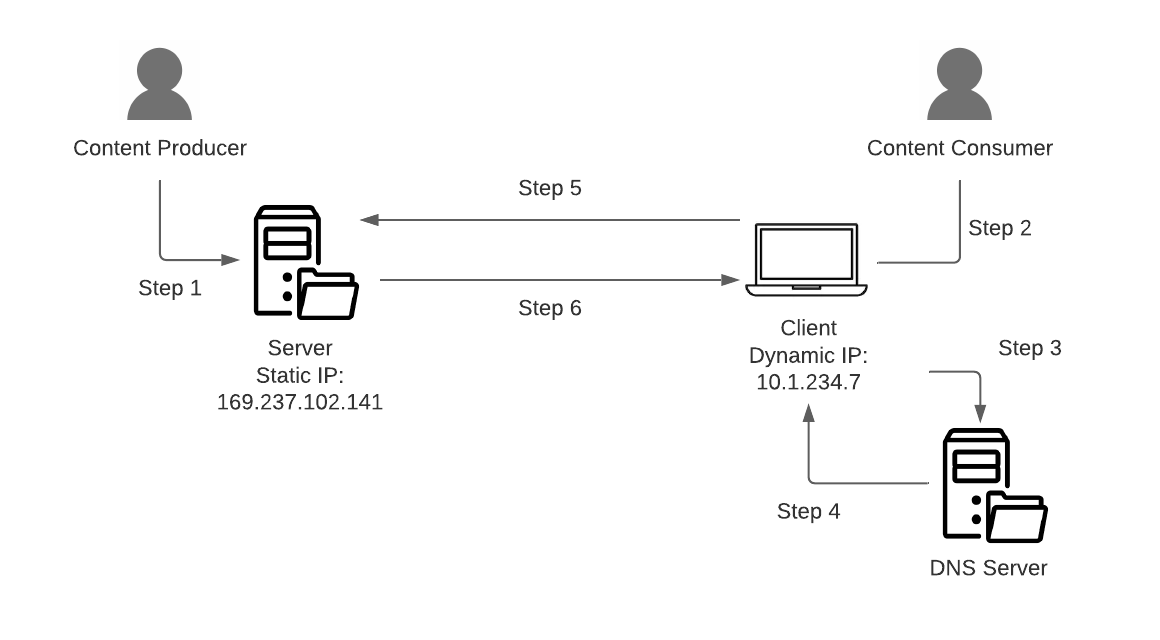 Content Producer
Content Consumer
Step 5
Step 2
Step 1
Step 6
Server
Static IP:
169.237.102.141
Client
Dynamic IP:
10.1.234.7
Step 3
Step 4
DNS Server